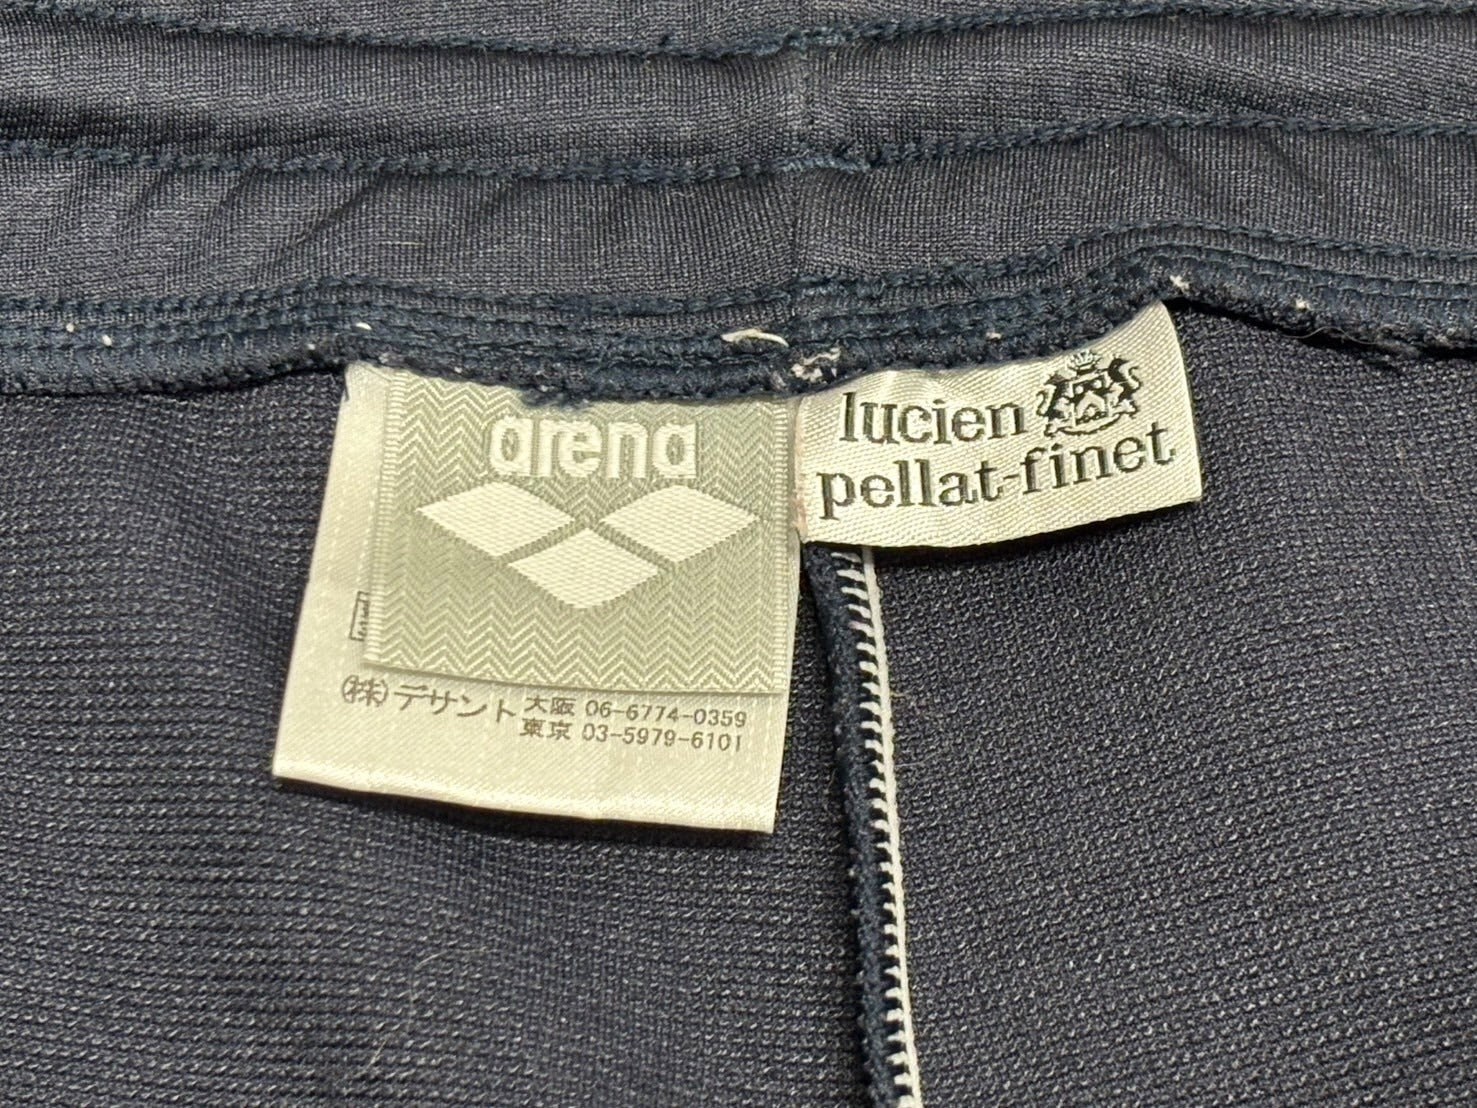 arena
lucien
pellat-finet
㈱デサント 大阪 06-6774-0359
東京 03-5979-6101